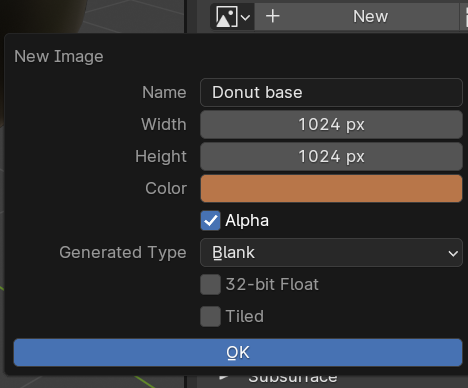 New
New Image
Name Donut base
Width 1024 px
Height 1024 px
Color
Alpha
Generated Type Blank
32-bit Float
Tiled
OK
Subsurface